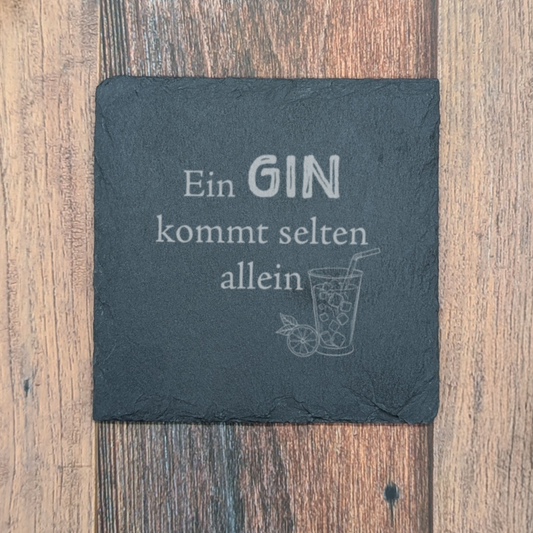 Ein GIN
kommt selten
allein